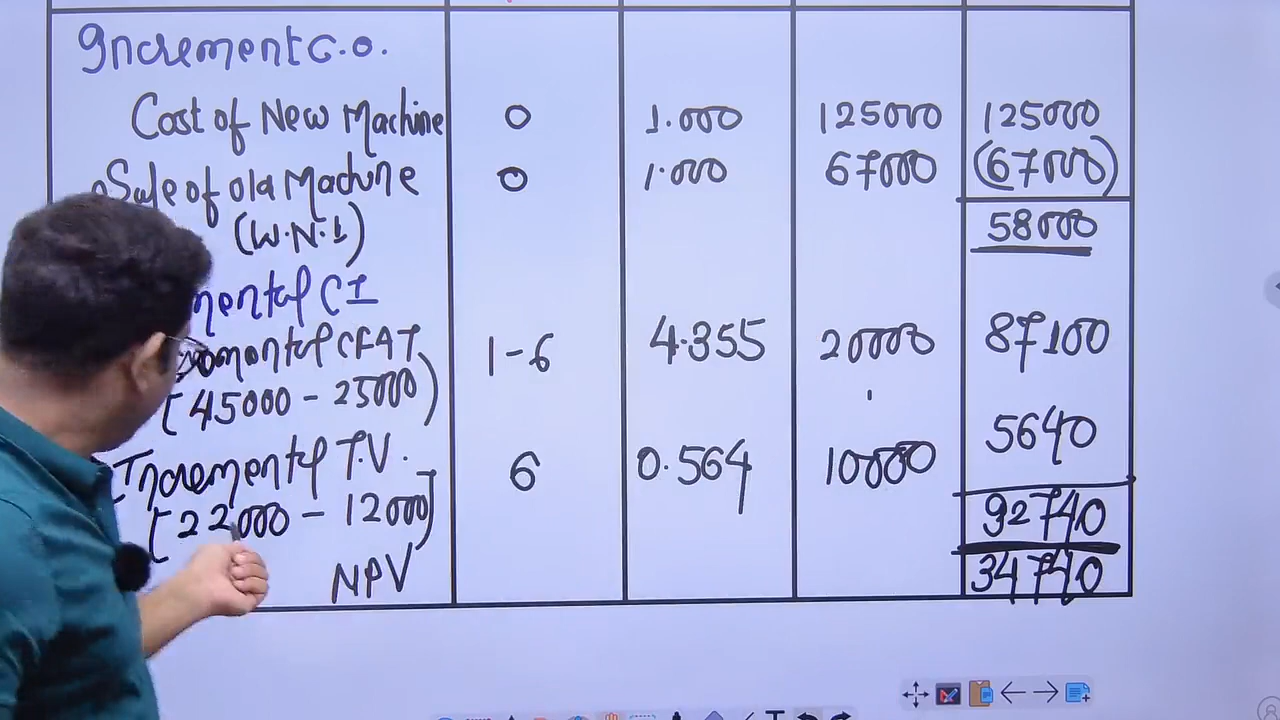 Increment C.O.
Cost of New Machine 0 1.000 125000 125000
Sale of old Machine 0 1.000 67000 (67000)
(W.N:1) 58000
mental CI
omental CFAT 1-6 4.355 20000 87100
[45000 - 25000)
Incremental T.V. 6 0.564 10000 5640
[22000 - 12000] 92740
NPV 34740